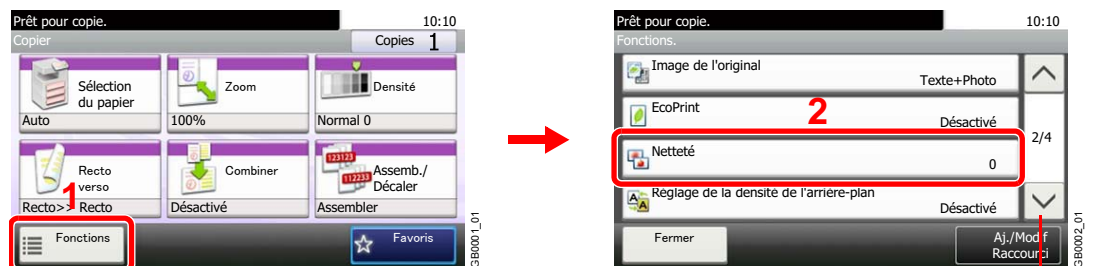 Prêt pour copie.
10:10
Copier
Copies 1
Sélection
du papier
Auto
Zoom
100%
Densité
Normal 0
123123
112233
Recto
verso
Recto>> Recto
Combiner
Désactivé
Assemb./
Décaler
Assembler
1
Fonctions
Favoris
GB0001_01
Prêt pour copie.
10:10
Fonctions.
Image de l'original
Texte+Photo
EcoPrint
Désactivé
2
2/4
Netteté
0
Réglage de la densité de l'arrière-plan
Désactivé
Fermer
Aj./Modif
Raccourci
GB0002_01